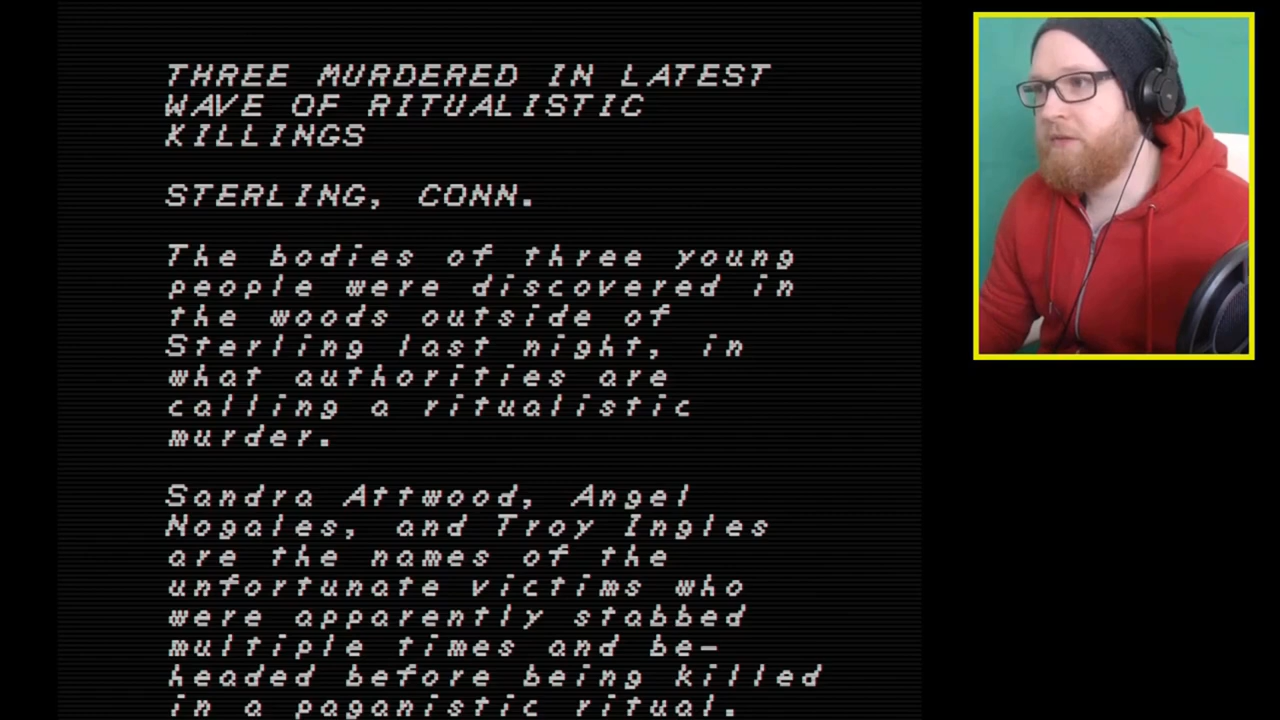 THREE MURDERED IN LATEST
WAVE OF RITUALISTIC
KILLINGS
STERLING, CONN.
The bodies of three young
people were discovered in
the woods outside of
Sterling last night, in
what authorities are
calling a ritualistic
murder.
Sandra Attwood, Angel
Nogales, and Troy Ingles
are the names of the
unfortunate victims who
were apparently stabbed
multiple times and be-
headed before being killed
in a paganistic ritual.